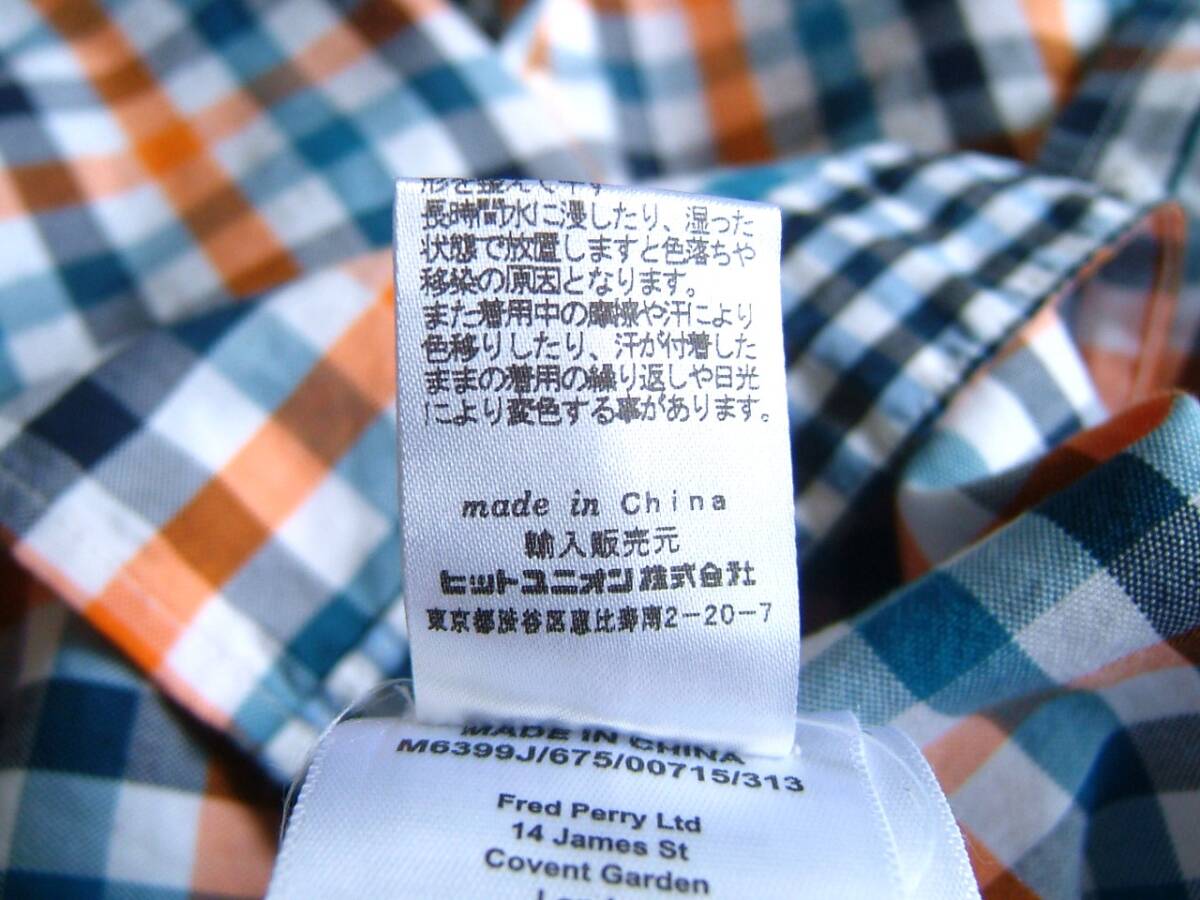 形を整えて干す
長時間水に浸したり、湿った
状態で放置しますと色落ちや
移染の原因となります。
また着用中の摩擦や汗により
色移りしたり、汗が付着した
ままの着用の繰り返しや日光
により変色する事があります。
made in China
輸入販売元
ヒットユニオン株式会社
東京都渋谷区恵比寿南2-20-7
MADE IN CHINA
M6399J/675/00715/313
Fred Perry Ltd
14 James St
Covent Garden